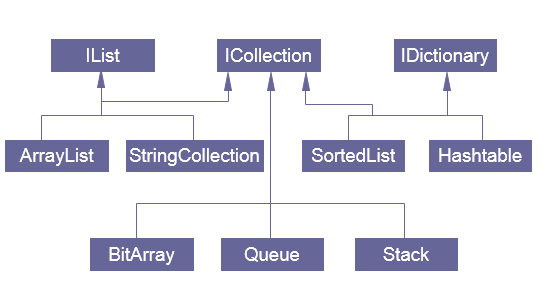 IList
ICollection
IDictionary
ArrayList
StringCollection
SortedList
Hashtable
BitArray
Queue
Stack